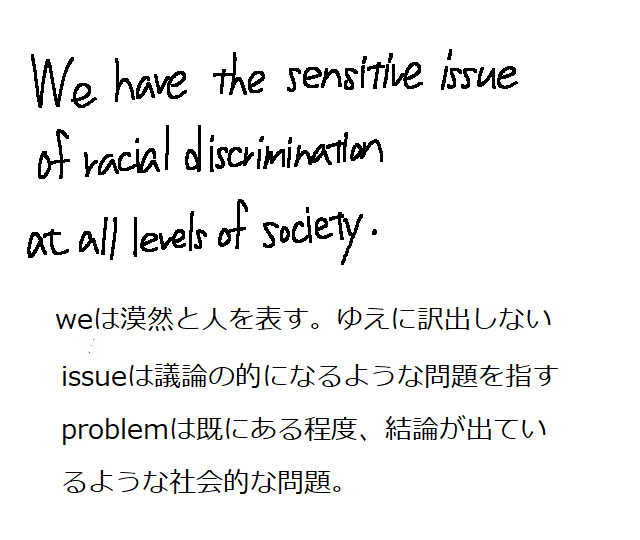 We have the sensitive issue
of racial discrimination
at all levels of society.
weは漠然と人を表す。ゆえに訳出しない
issueは議論の的になるような問題を指す
problemは既にある程度、結論が出てい
るような社会的な問題。